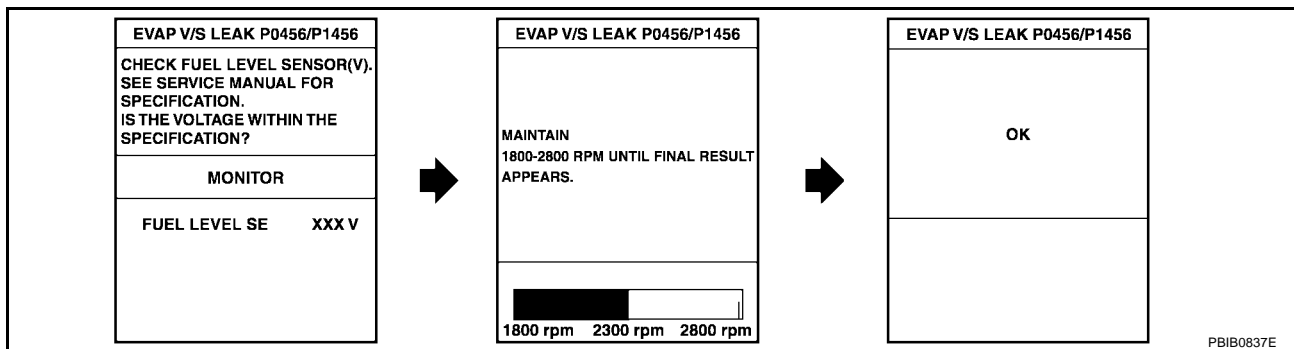 EVAP V/S LEAK P0456/P1456
CHECK FUEL LEVEL SENSOR(V).
SEE SERVICE MANUAL FOR
SPECIFICATION.
IS THE VOLTAGE WITHIN THE
SPECIFICATION?
MONITOR
FUEL LEVEL SE XXX V
EVAP V/S LEAK P0456/P1456
MAINTAIN
1800-2800 RPM UNTIL FINAL RESULT
APPEARS.
1800 rpm 2300 rpm 2800 rpm
EVAP V/S LEAK P0456/P1456
OK
PBIB0837E